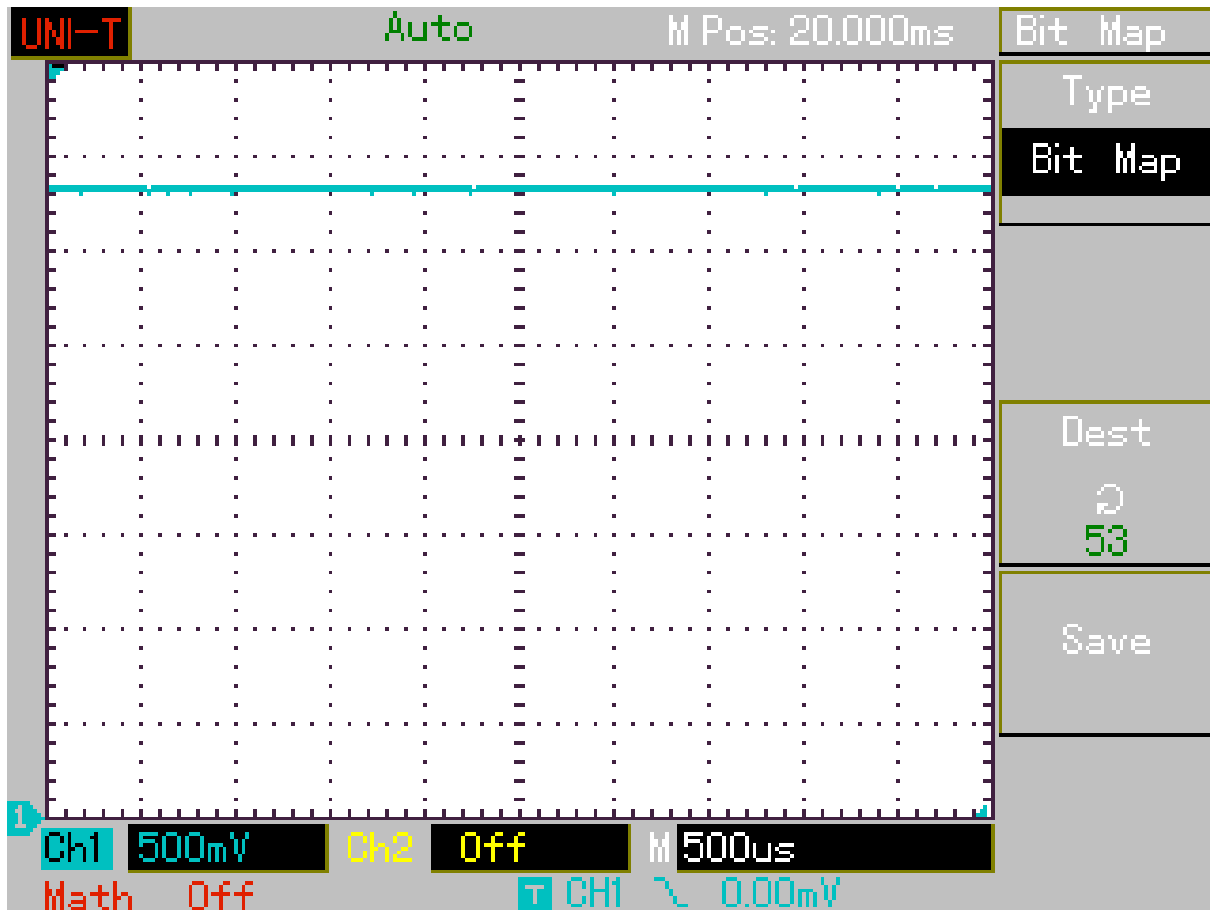 UNI-T Auto M Pos: 20.000ms Bit Map
Type
Bit Map
Dest
53
Save
1
Ch1 500mV Ch2 Off M 500us
Math Off T CH1 0.00mV